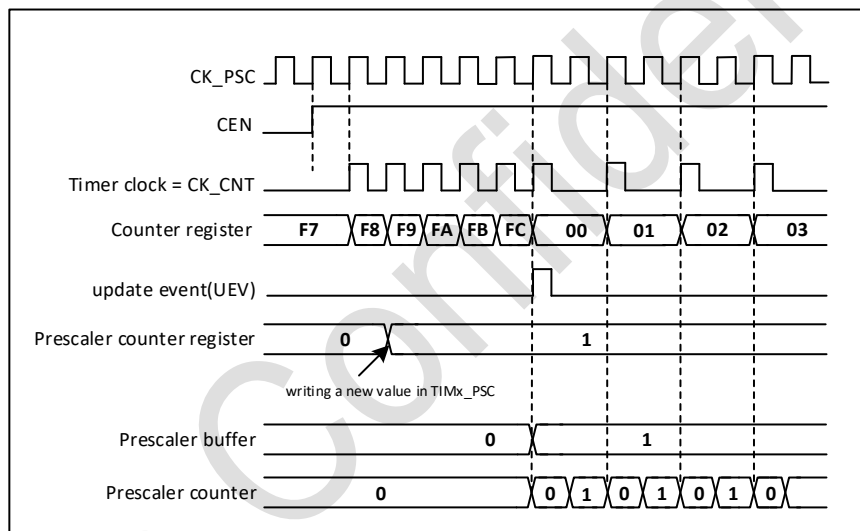 CK_PSC
CEN
Timer clock = CK_CNT
Counter register F7 F8 F9 FA FB FC 00 01 02 03
update event(UEV)
Prescaler counter register 0 1
writing a new value in TIMx_PSC
Prescaler buffer 0 1
Prescaler counter 0 0 1 0 1 0 1 0